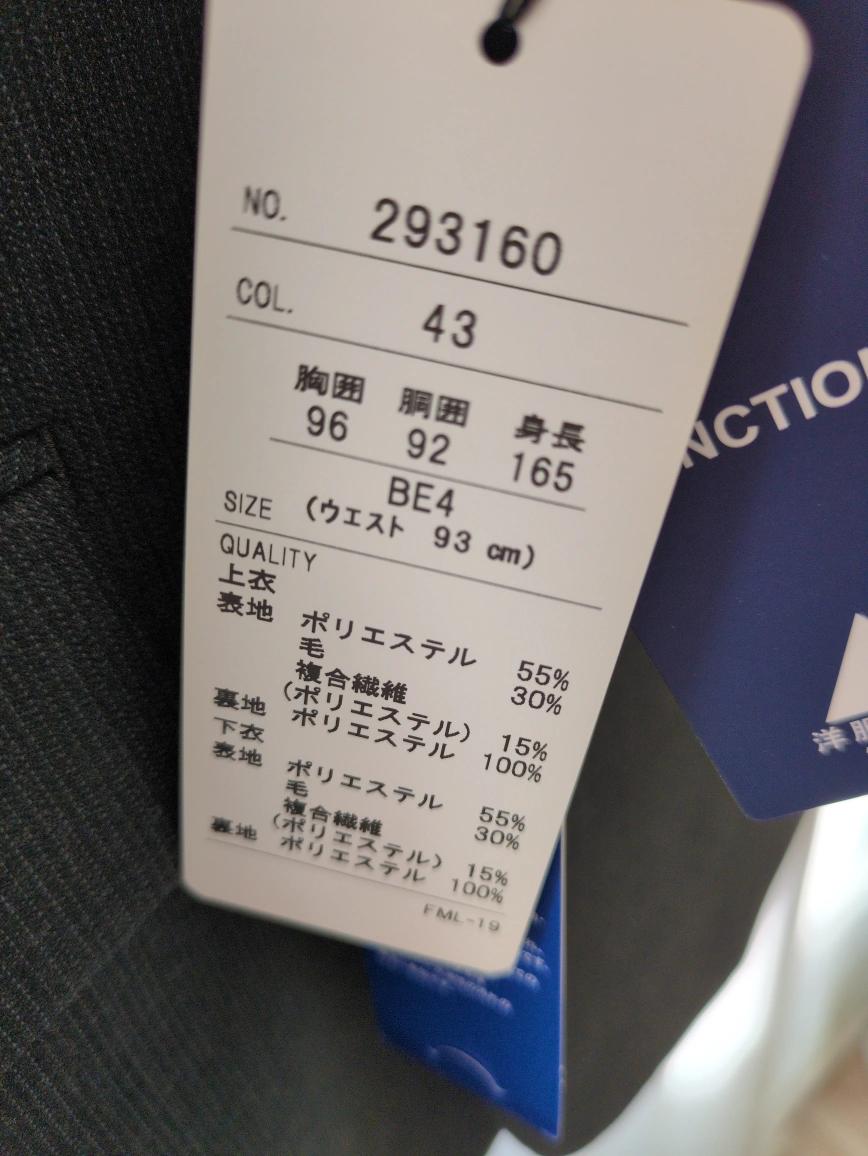 NO. 293160
COL. 43
胸囲 胴囲 身長
96 92 165
BE4
SIZE (ウエスト 93 cm)
QUALITY
上衣
表地 ポリエステル 55%
毛 30%
複合繊維
(ポリエステル) 15%
裏地 ポリエステル 100%
下衣
表地 ポリエステル 55%
毛 30%
複合繊維
(ポリエステル) 15%
裏地 ポリエステル 100%
FML-19
NCTIO
洋服